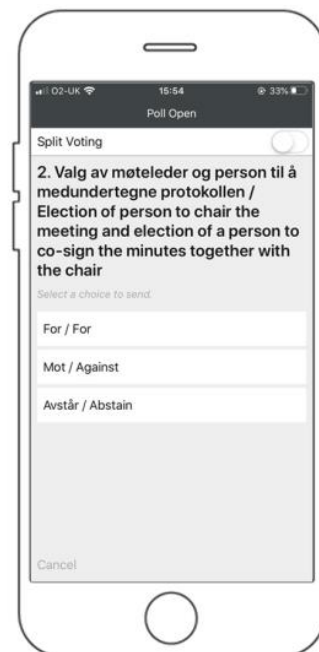 O2-UK 15:54 33%
Poll Open
Split Voting
2. Valg av møteleder og person til å
medundertegne protokollen /
Election of person to chair the
meeting and election of a person to
co-sign the minutes together with
the chair
Select a choice to send.
For / For
Mot / Against
Avstår / Abstain
Cancel